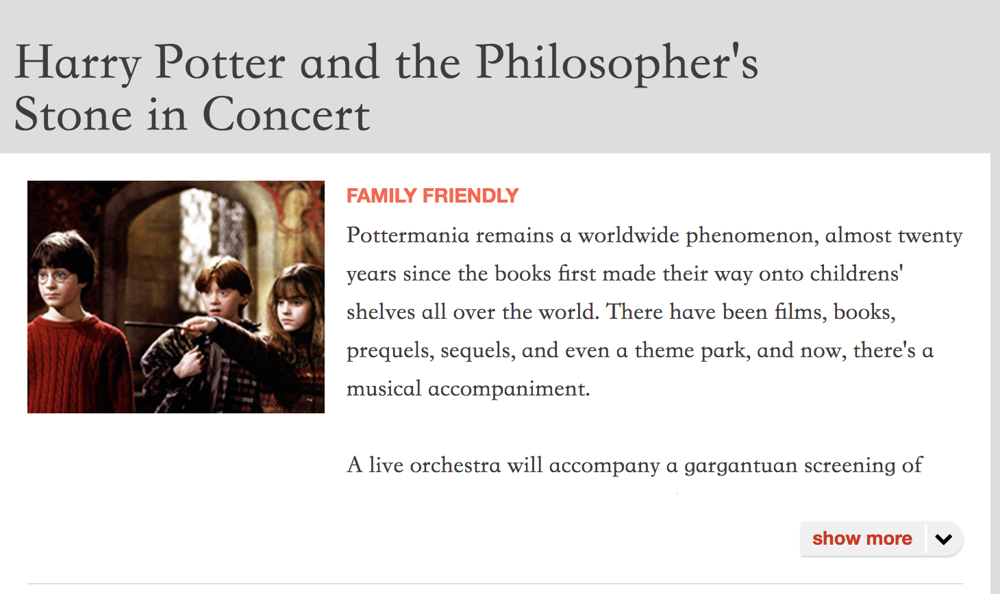 Harry Potter and the Philosopher's
Stone in Concert
FAMILY FRIENDLY
Pottermania remains a worldwide phenomenon, almost twenty
years since the books first made their way onto childrens'
shelves all over the world. There have been films, books,
prequels, sequels, and even a theme park, and now, there's a
musical accompaniment.
A live orchestra will accompany a gargantuan screening of
show more